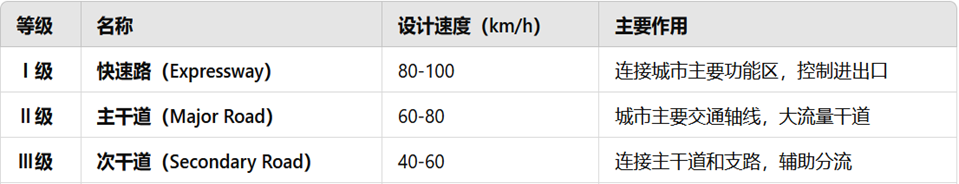 等级 名称 设计速度（km/h） 主要作用
Ⅰ级 快速路（Expressway） 80-100 连接城市主要功能区，控制进出口
Ⅱ级 主干道（Major Road） 60-80 城市主要交通轴线，大流量干道
Ⅲ级 次干道（Secondary Road） 40-60 连接主干道和支路，辅助分流